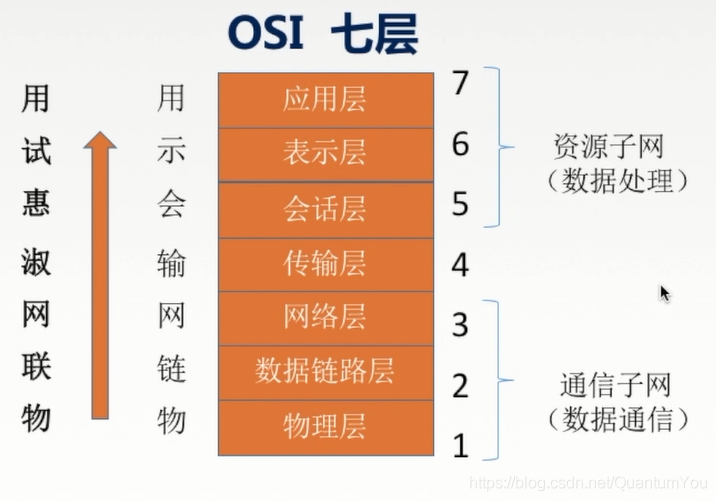 OSI 七层
用 用 应用层 7
试 示 表示层 6
惠 会 会话层 5
淑 输 传输层 4
网 网 网络层 3
联 链 数据链路层 2
物 物 物理层 1
资源子网
（数据处理）
通信子网
（数据通信）
https://blog.csdn.net/QuantumYou